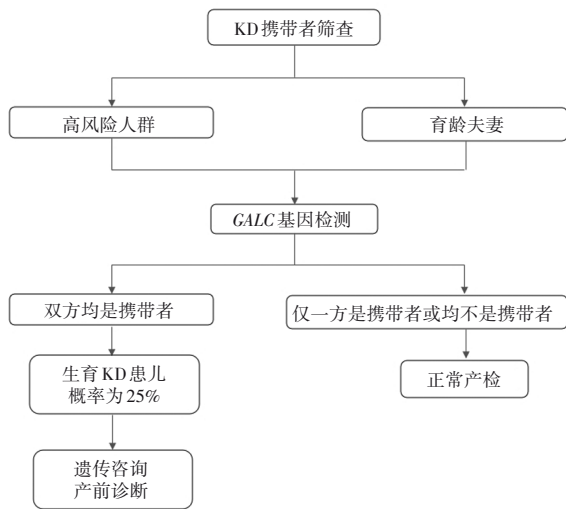 KD携带者筛查
高风险人群
育龄夫妻
GALC基因检测
双方均是携带者
仅一方是携带者或均不是携带者
生育KD患儿
概率为25%
正常产检
遗传咨询
产前诊断